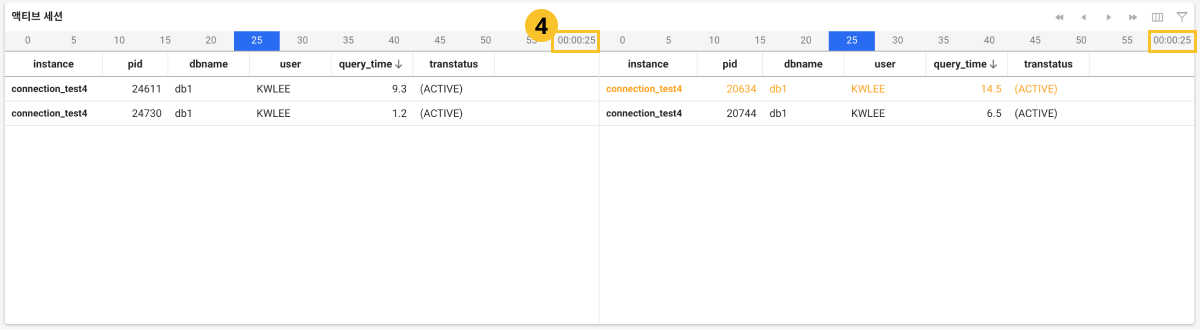 액티브 세션
4
0 5 10 15 20 25 30 35 40 45 50 55 00:00:25 0 5 10 15 20 25 30 35 40 45 50 55 00:00:25
instance pid dbname user query_time transtatus instance pid dbname user query_time transtatus
connection_test4 24611 db1 KWLEE 9.3 (ACTIVE) connection_test4 20634 db1 KWLEE 14.5 (ACTIVE)
connection_test4 24730 db1 KWLEE 1.2 (ACTIVE) connection_test4 20744 db1 KWLEE 6.5 (ACTIVE)